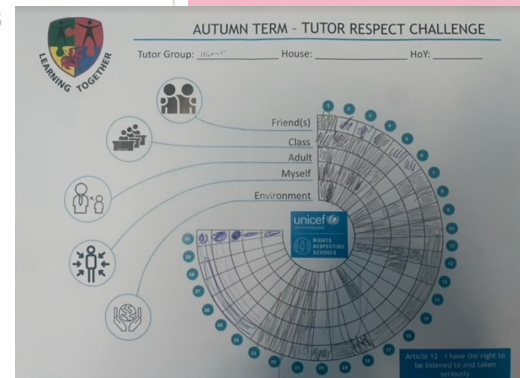 AUTUMN TERM - TUTOR RESPECT CHALLENGE
Tutor Group: House: HoY:
LEARNING TOGETHER
Friend(s)
Class
Adult
Myself
Environment
unicef
RIGHTS
RESPECTING
SCHOOLS
Article 12 - I have the right to
be listened to and taken
seriously